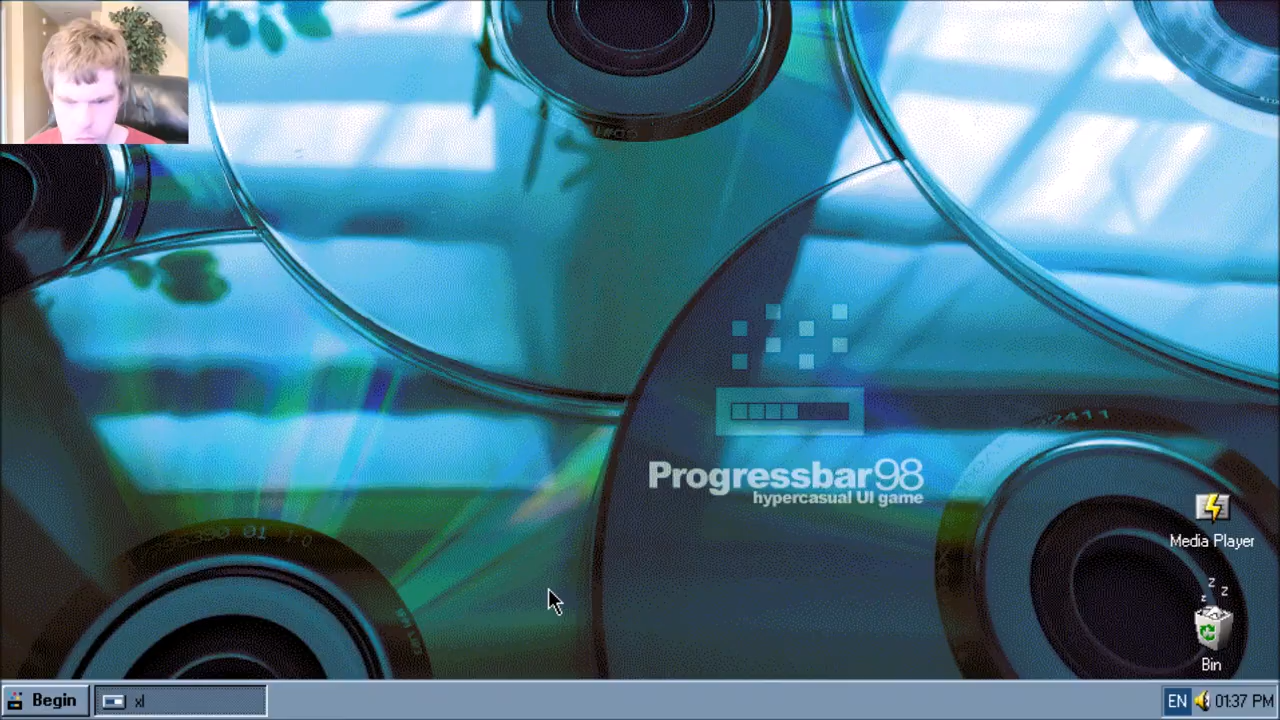 Progressbar98
hypercasual UI game
Media Player
z
z
z
Bin
Begin
xl
EN
01:37 PM